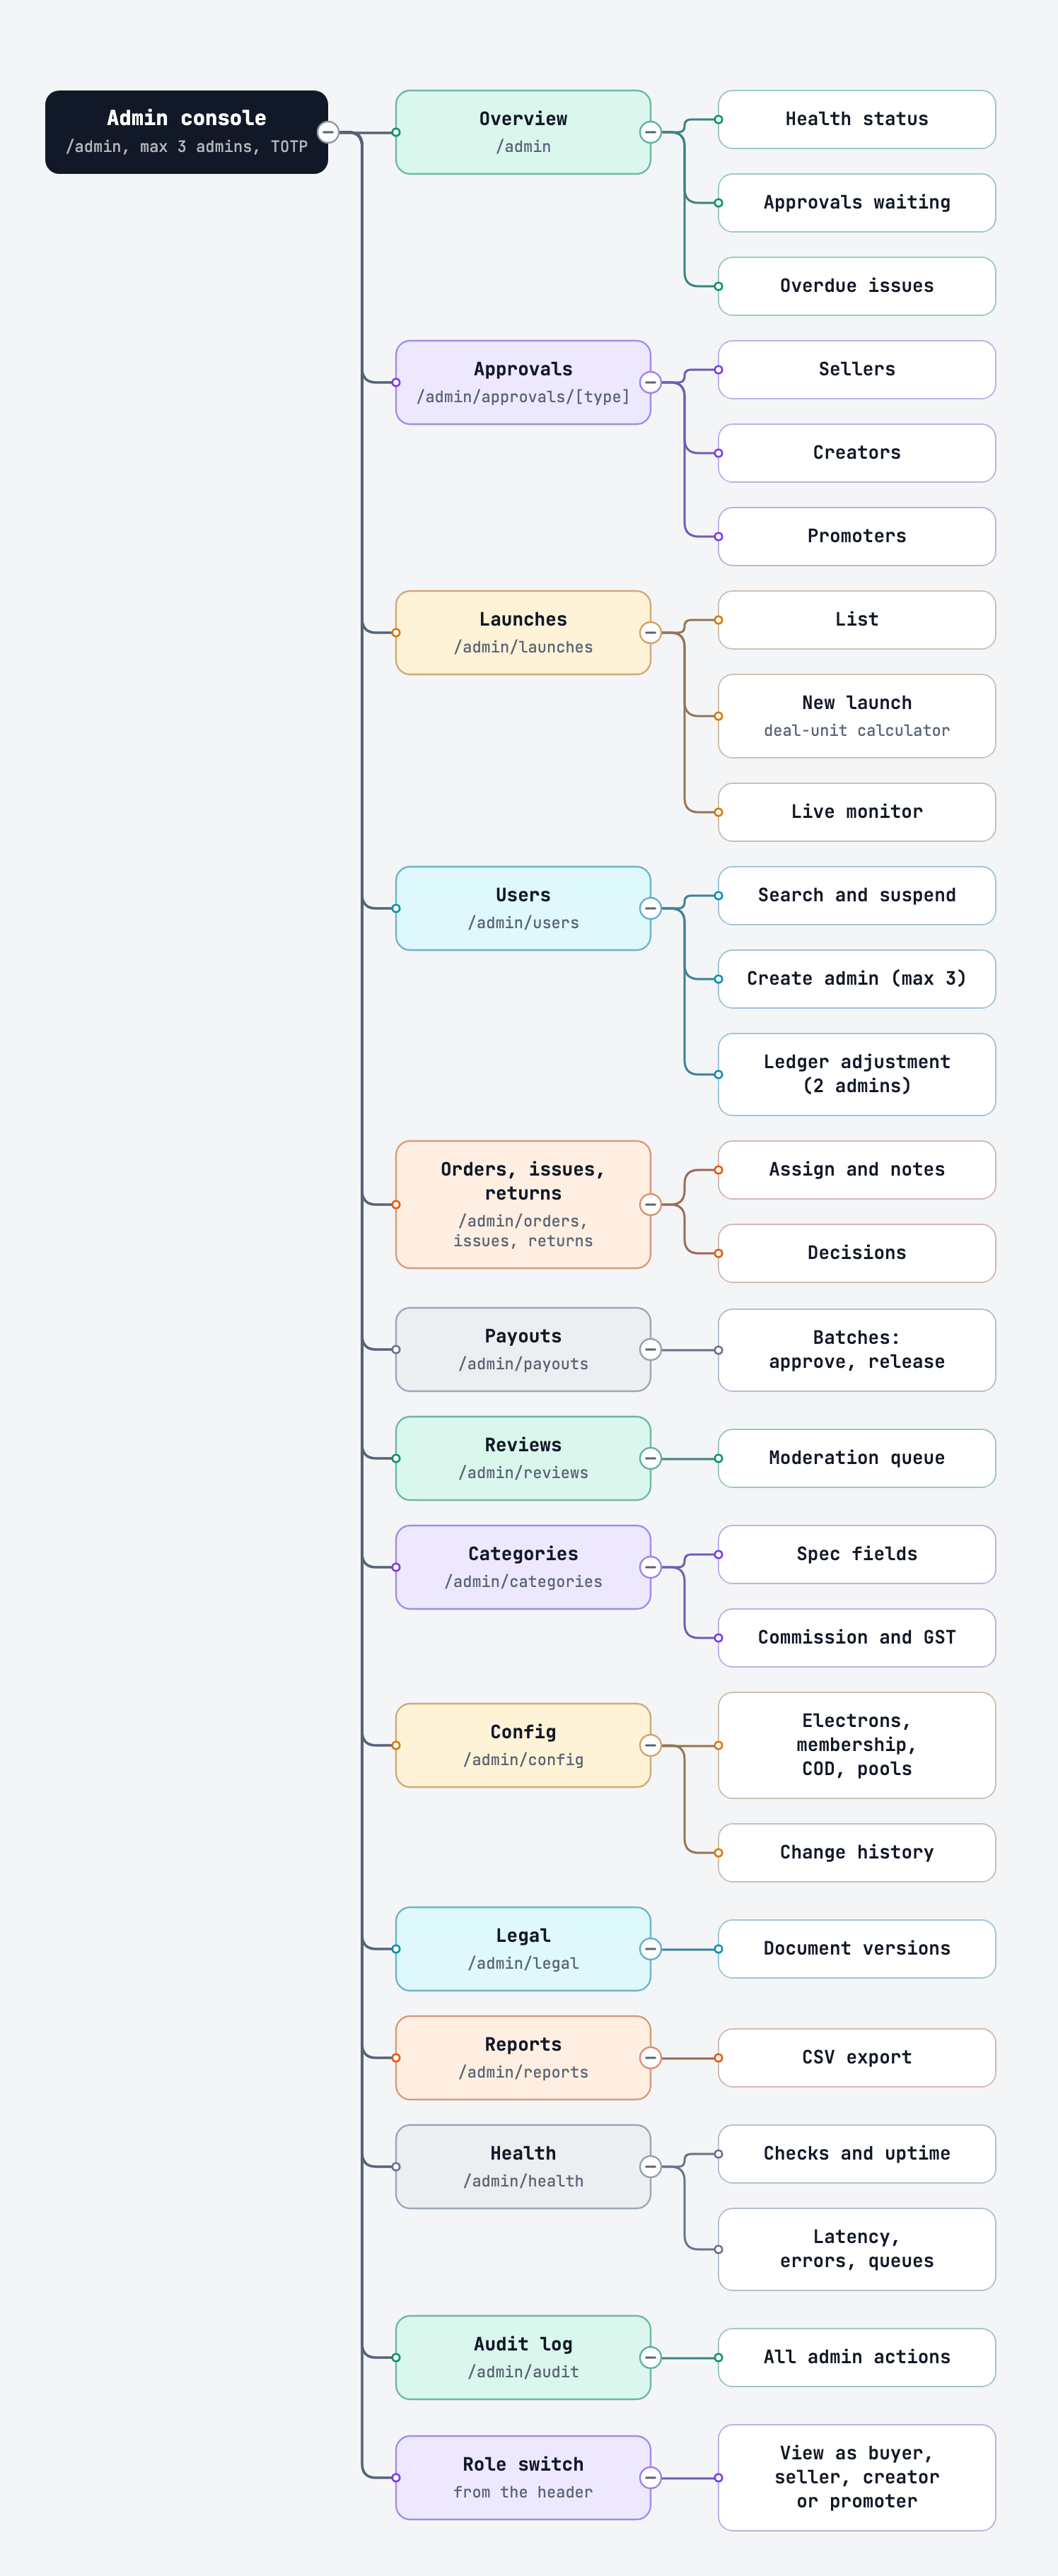 Admin console
/admin, max 3 admins, TOTP
Overview
/admin
Health status
Approvals waiting
Overdue issues
Approvals
/admin/approvals/[type]
Sellers
Creators
Promoters
Launches
/admin/launches
List
New launch
deal-unit calculator
Live monitor
Users
/admin/users
Search and suspend
Create admin (max 3)
Ledger adjustment
(2 admins)
Orders, issues,
returns
/admin/orders,
issues, returns
Assign and notes
Decisions
Payouts
/admin/payouts
Batches:
approve, release
Reviews
/admin/reviews
Moderation queue
Categories
/admin/categories
Spec fields
Commission and GST
Config
/admin/config
Electrons,
membership,
COD, pools
Change history
Legal
/admin/legal
Document versions
Reports
/admin/reports
CSV export
Health
/admin/health
Checks and uptime
Latency,
errors, queues
Audit log
/admin/audit
All admin actions
Role switch
from the header
View as buyer,
seller, creator
or promoter